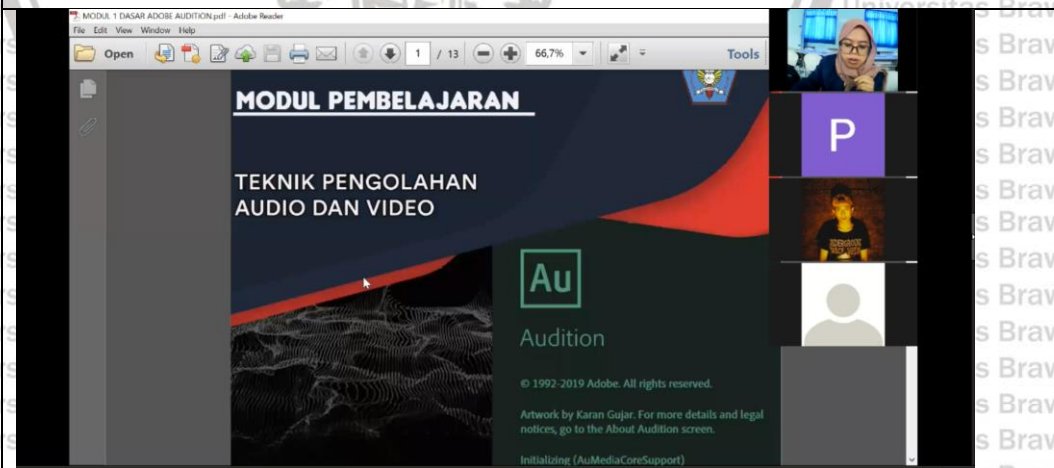 MODUL 1 DASAR ADOBE AUDITION.pdf - Adobe Reader
File Edit View Window Help
Open 1 / 13 66,7% Tools
MODUL PEMBELAJARAN
TEKNIK PENGOLAHAN
AUDIO DAN VIDEO
P
Au
Audition
© 1992-2019 Adobe. All rights reserved.
Artwork by Karan Gujar. For more details and legal
notices, go to the About Audition screen.
Initializing (AuMediaCoreSupport)
Universitas Braw
s Braw
s Braw
s Braw
s Braw
s Braw
s Braw
s Braw
s Braw
s Braw
s Braw
s Braw